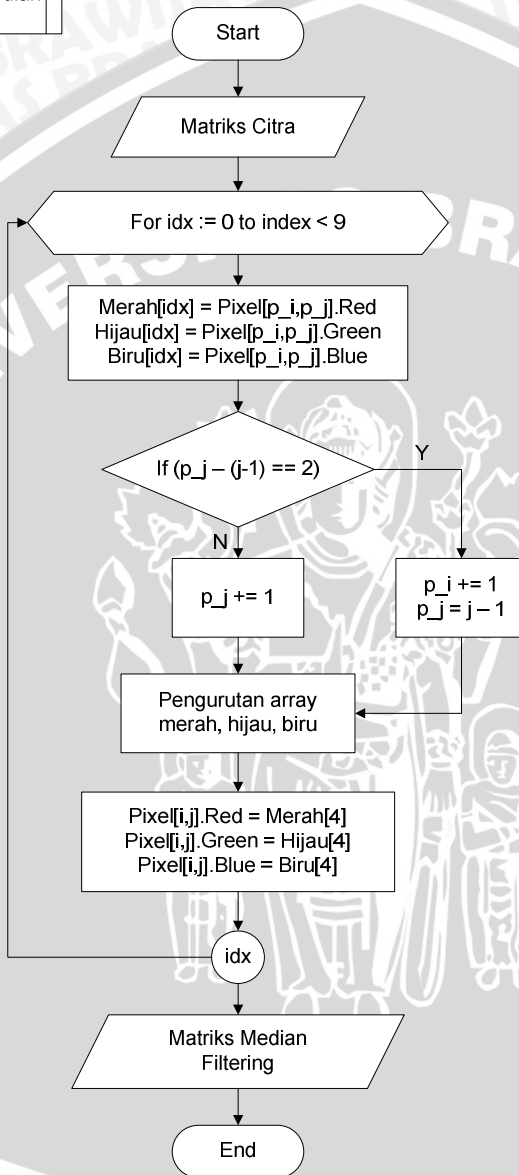 Start
Matriks Citra
For idx := 0 to index < 9
Merah[idx] = Pixel[p_i,p_j].Red
Hijau[idx] = Pixel[p_i,p_j].Green
Biru[idx] = Pixel[p_i,p_j].Blue
If (p_j – (j-1) == 2)
Y
N
p_j += 1
p_i += 1
p_j = j – 1
Pengurutan array
merah, hijau, biru
Pixel[i,j].Red = Merah[4]
Pixel[i,j].Green = Hijau[4]
Pixel[i,j].Blue = Biru[4]
idx
Matriks Median
Filtering
End